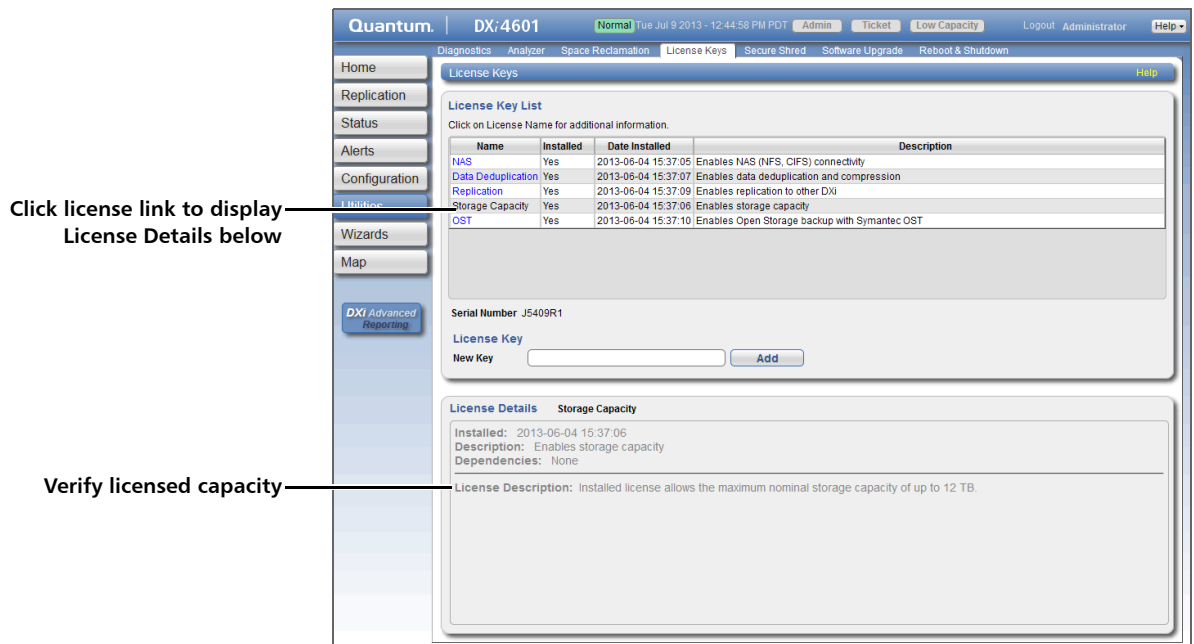 Quantum. DXi4601 Normal Tue Jul 9 2013 - 12:44:58 PM PDT Admin Ticket Low Capacity Logout Administrator Help
Diagnostics Analyzer Space Reclamation License Keys Secure Shred Software Upgrade Reboot & Shutdown
Home
Replication
Status
Alerts
Configuration
Utilities
Wizards
Map
DXi Advanced
Reporting
License Keys Help
License Key List
Click on License Name for additional information.
Name Installed Date Installed Description
NAS Yes 2013-06-04 15:37:05 Enables NAS (NFS, CIFS) connectivity
Data Deduplication Yes 2013-06-04 15:37:07 Enables data deduplication and compression
Replication Yes 2013-06-04 15:37:09 Enables replication to other DXi
Storage Capacity Yes 2013-06-04 15:37:06 Enables storage capacity
OST Yes 2013-06-04 15:37:10 Enables Open Storage backup with Symantec OST
Serial Number J5409R1
License Key
New Key Add
License Details Storage Capacity
Installed: 2013-06-04 15:37:06
Description: Enables storage capacity
Dependencies: None
License Description: Installed license allows the maximum nominal storage capacity of up to 12 TB.
Click license link to display
License Details below
Verify licensed capacity